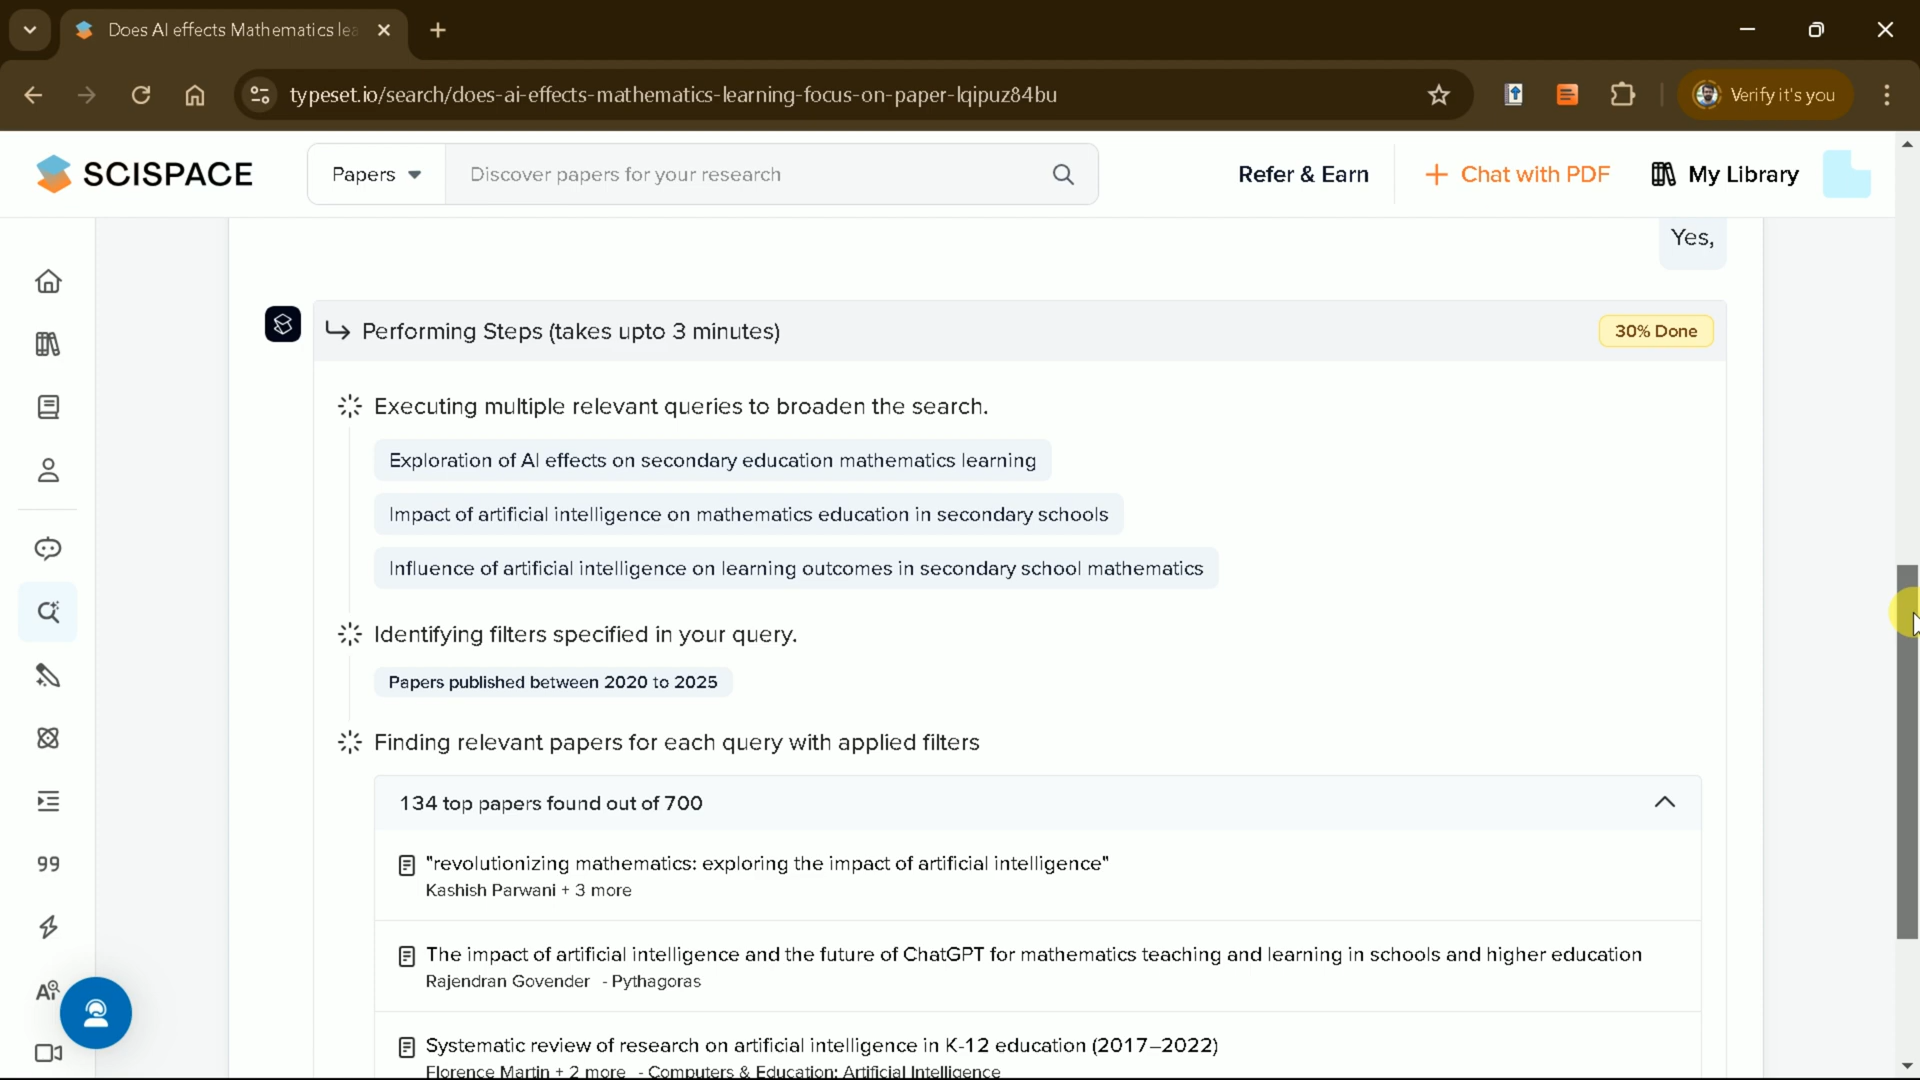 Does AI effects Mathematics lea
typeset.io/search/does-ai-effects-mathematics-learning-focus-on-paper-lqipuz84bu
Verify it's you
SCISPACE
Papers
Discover papers for your research
Refer & Earn
+ Chat with PDF
My Library
Yes,
Performing Steps (takes upto 3 minutes)
30% Done
Executing multiple relevant queries to broaden the search.
Exploration of AI effects on secondary education mathematics learning
Impact of artificial intelligence on mathematics education in secondary schools
Influence of artificial intelligence on learning outcomes in secondary school mathematics
Identifying filters specified in your query.
Papers published between 2020 to 2025
Finding relevant papers for each query with applied filters
134 top papers found out of 700
"revolutionizing mathematics: exploring the impact of artificial intelligence"
Kashish Parwani + 3 more
The impact of artificial intelligence and the future of ChatGPT for mathematics teaching and learning in schools and higher education
Rajendran Govender - Pythagoras
Systematic review of research on artificial intelligence in K-12 education (2017–2022)
Florence Martin + 2 more - Computers & Education: Artificial Intelligence